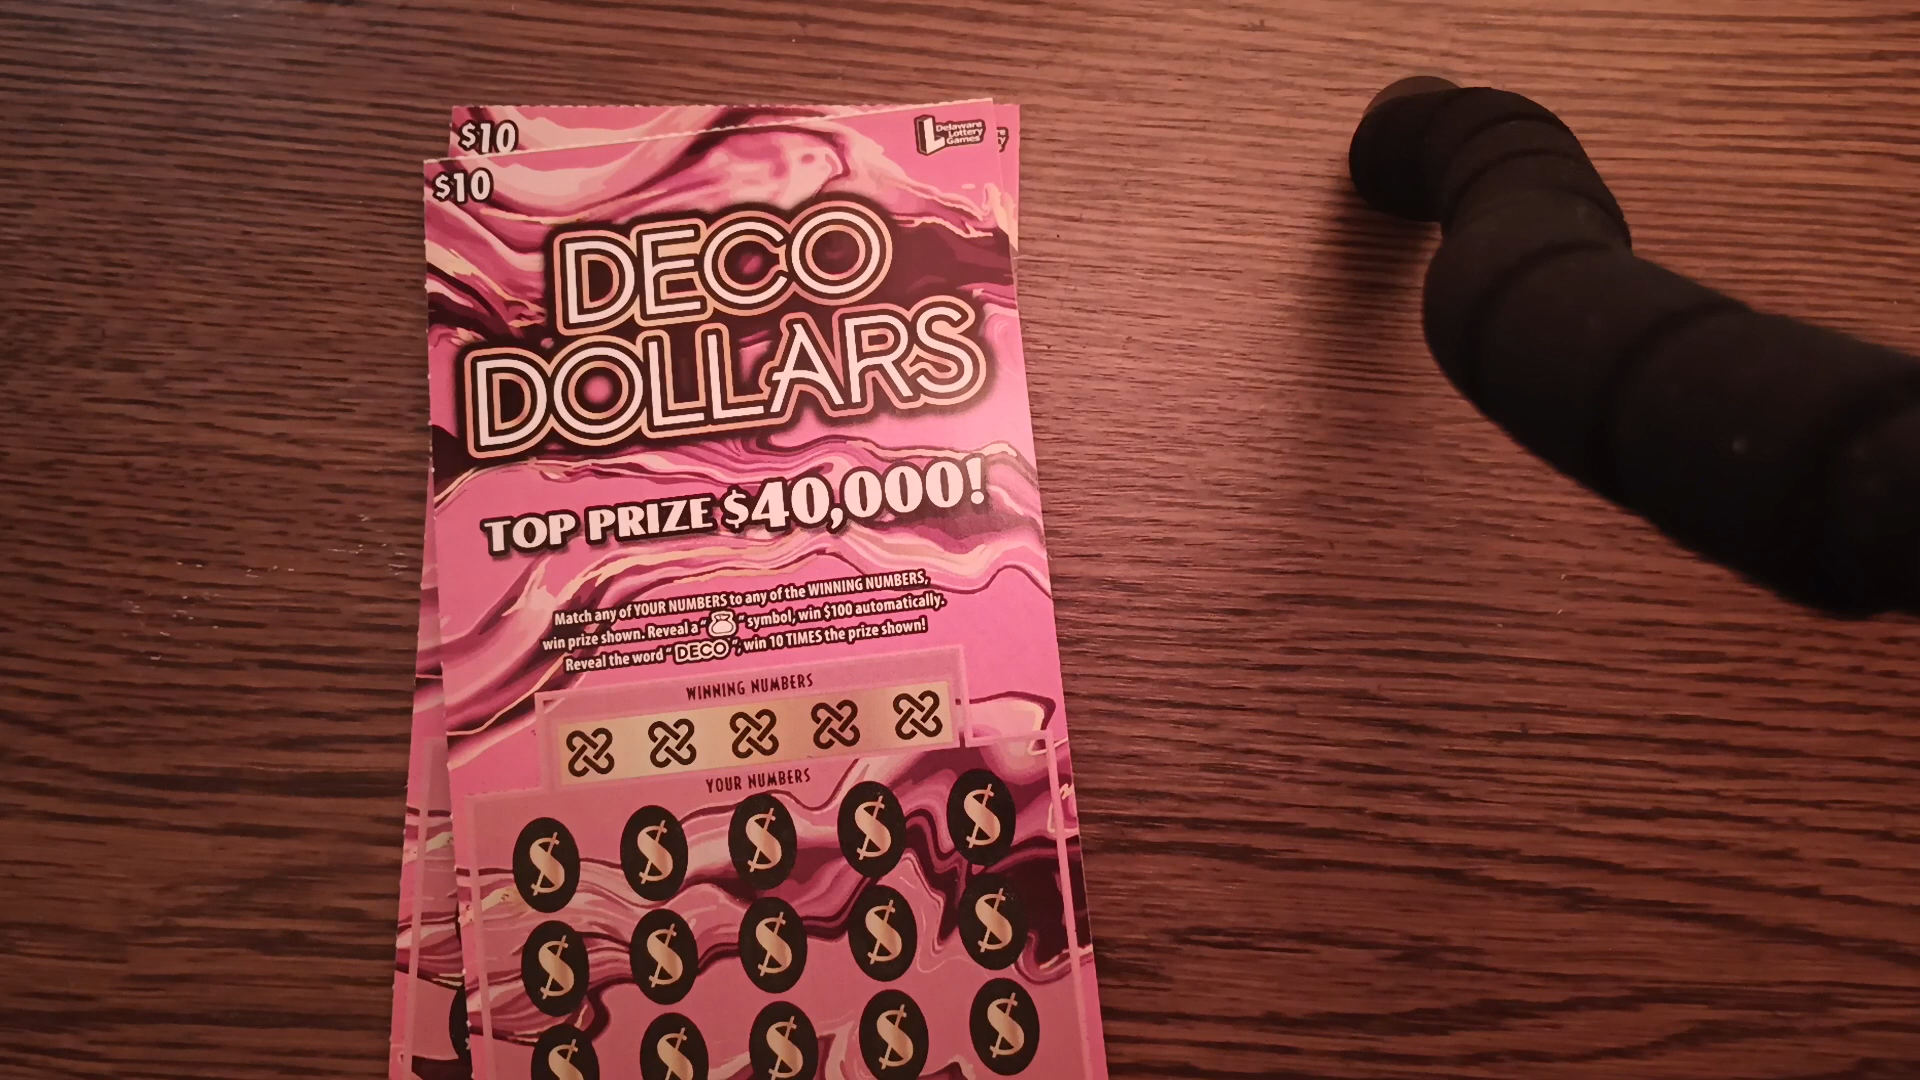 $10
$10
Delaware
Lottery
Games
DECO
DOLLARS
TOP PRIZE $40,000!
Match any of YOUR NUMBERS to any of the WINNING NUMBERS,
win prize shown. Reveal a " " symbol, win $100 automatically.
Reveal the word "DECO", win 10 TIMES the prize shown!
WINNING NUMBERS
YOUR NUMBERS
$ $ $ $ $
$ $ $ $ $
$ $ $ $ $